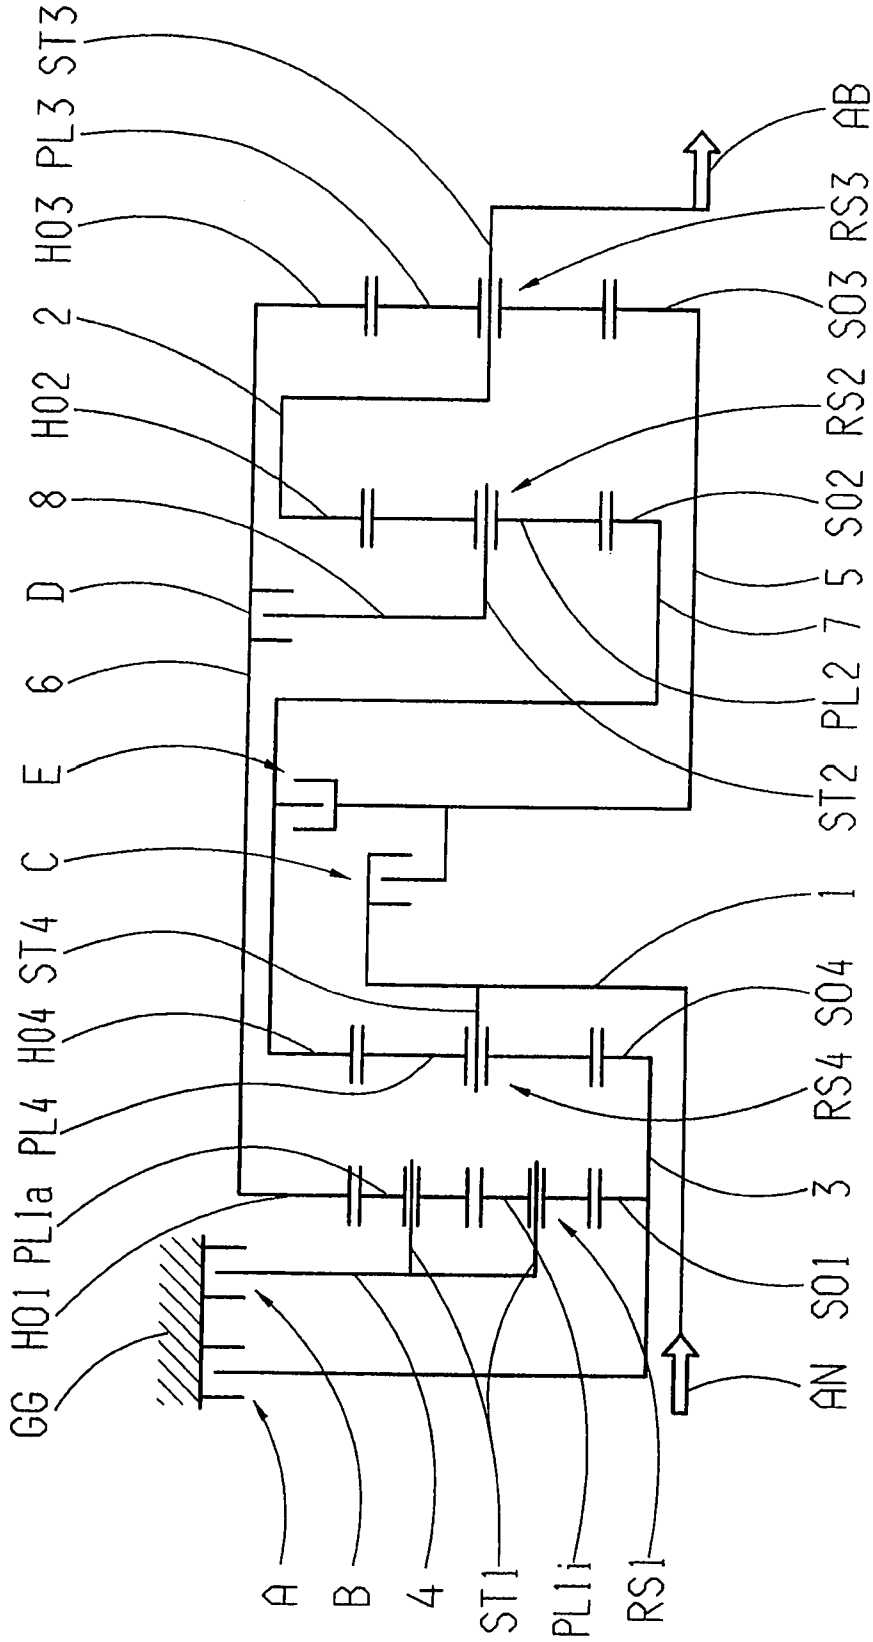 GG HO1 PL1a PL4 HO4 ST4 C E 6 D 8 HO2 2 HO3 PL3 ST3
A
B
4
ST1
PL1i
RS1
AN SO1 3 RS4 SO4 1 ST2 PL2 7 5 SO2 RS2 SO3 RS3 AB